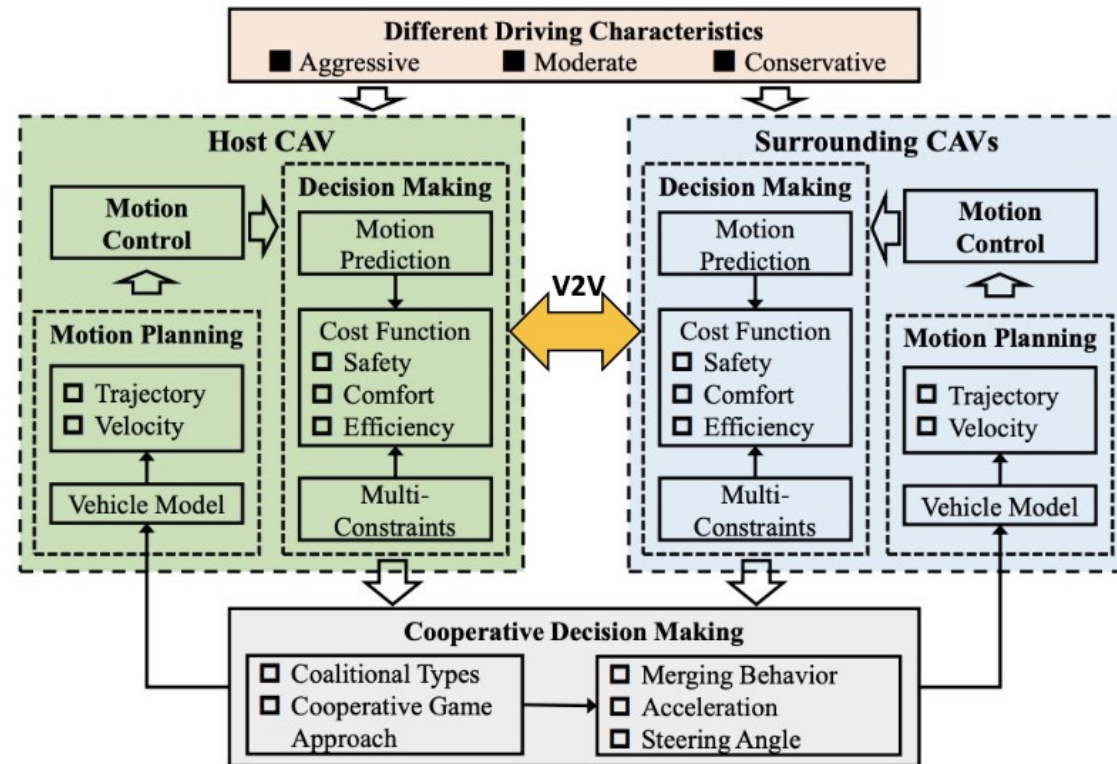 Different Driving Characteristics
■ Aggressive ■ Moderate ■ Conservative
Host CAV
Motion
Control
Decision Making
Motion
Prediction
Cost Function
Safety
Comfort
Efficiency
Multi-
Constraints
Motion Planning
Trajectory
Velocity
Vehicle Model
V2V
Surrounding CAVs
Decision Making
Motion
Prediction
Cost Function
Safety
Comfort
Efficiency
Multi-
Constraints
Motion
Control
Motion Planning
Trajectory
Velocity
Vehicle Model
Cooperative Decision Making
Coalitional Types
Cooperative Game
Approach
Merging Behavior
Acceleration
Steering Angle